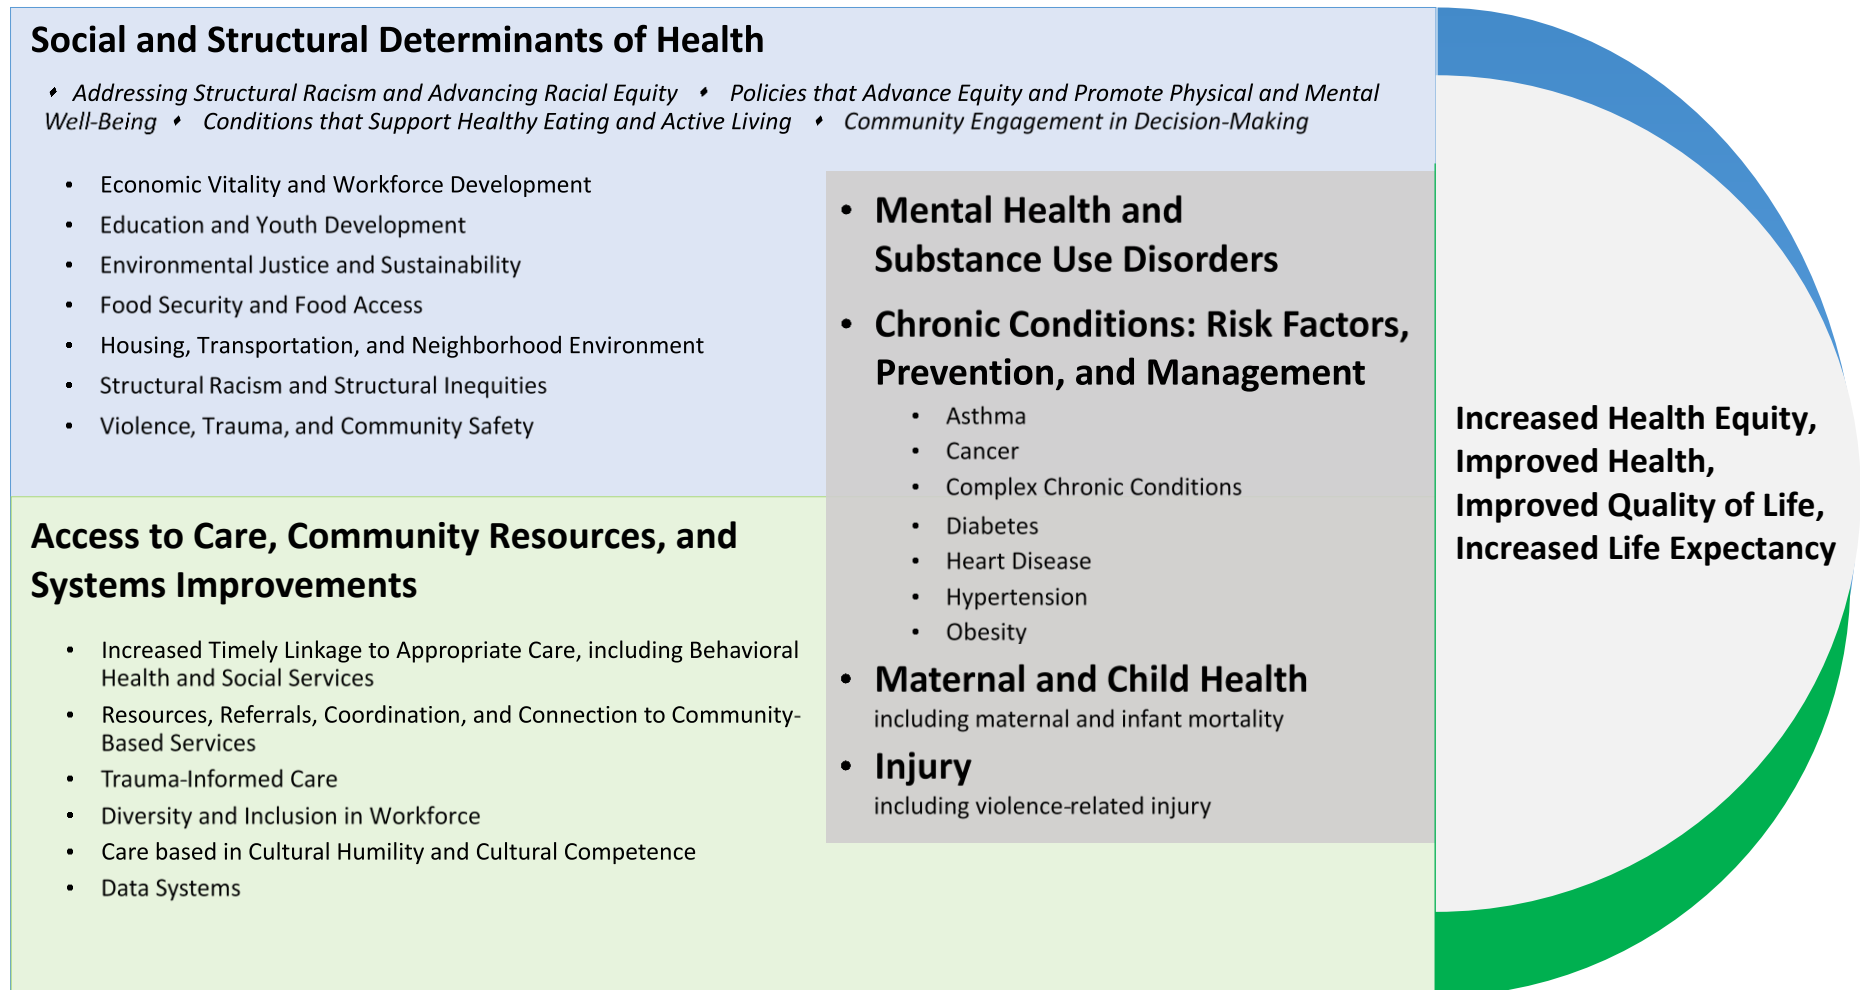 Social and Structural Determinants of Health
⬧ Addressing Structural Racism and Advancing Racial Equity ⬧ Policies that Advance Equity and Promote Physical and Mental
Well-Being ⬧ Conditions that Support Healthy Eating and Active Living ⬧ Community Engagement in Decision-Making
• Economic Vitality and Workforce Development
• Education and Youth Development
• Environmental Justice and Sustainability
• Food Security and Food Access
• Housing, Transportation, and Neighborhood Environment
• Structural Racism and Structural Inequities
• Violence, Trauma, and Community Safety
Access to Care, Community Resources, and
Systems Improvements
• Increased Timely Linkage to Appropriate Care, including Behavioral
Health and Social Services
• Resources, Referrals, Coordination, and Connection to Community-
Based Services
• Trauma-Informed Care
• Diversity and Inclusion in Workforce
• Care based in Cultural Humility and Cultural Competence
• Data Systems
• Mental Health and
Substance Use Disorders
• Chronic Conditions: Risk Factors,
Prevention, and Management
• Asthma
• Cancer
• Complex Chronic Conditions
• Diabetes
• Heart Disease
• Hypertension
• Obesity
• Maternal and Child Health
including maternal and infant mortality
• Injury
including violence-related injury
Increased Health Equity,
Improved Health,
Improved Quality of Life,
Increased Life Expectancy